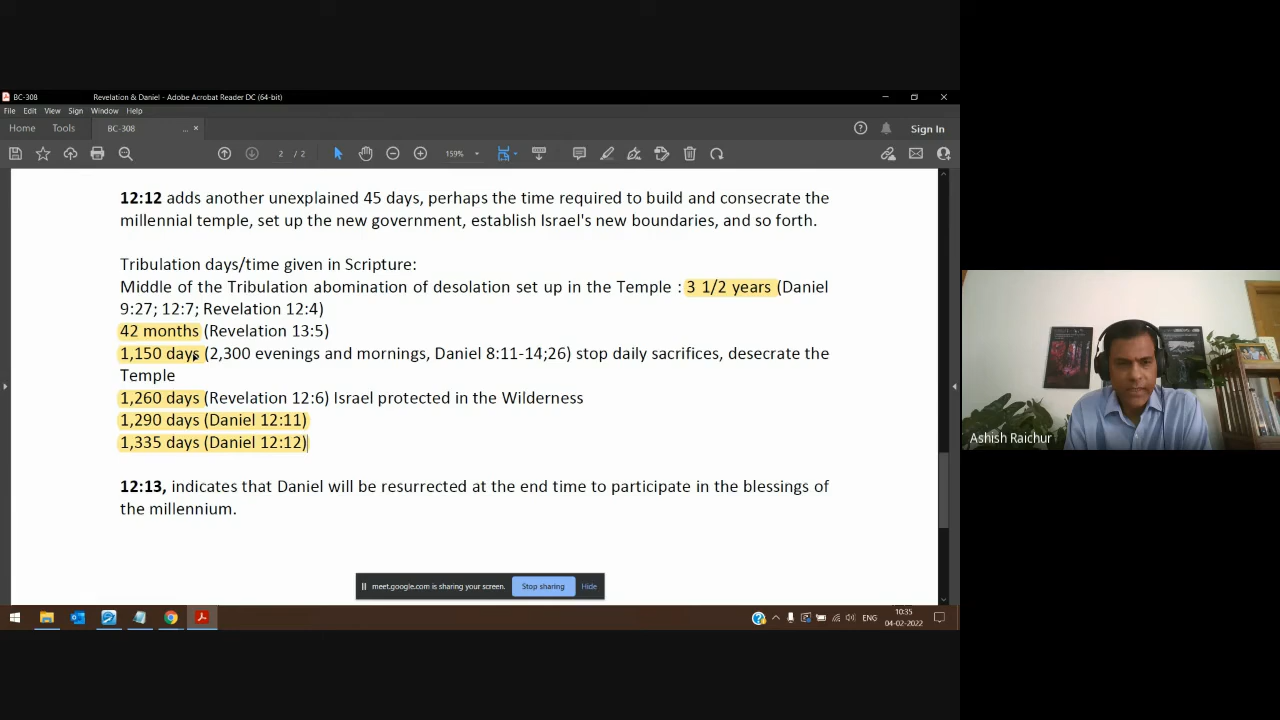 BC-308
Revelation & Daniel - Adobe Acrobat Reader DC (64-bit)
File Edit View Sign Window Help
Home Tools BC-308 ... × Sign In
2 / 2 159%
12:12 adds another unexplained 45 days, perhaps the time required to build and consecrate the
millennial temple, set up the new government, establish Israel's new boundaries, and so forth.
Tribulation days/time given in Scripture:
Middle of the Tribulation abomination of desolation set up in the Temple : 3 1/2 years (Daniel
9:27; 12:7; Revelation 12:4)
42 months (Revelation 13:5)
1,150 days (2,300 evenings and mornings, Daniel 8:11-14;26) stop daily sacrifices, desecrate the
Temple
1,260 days (Revelation 12:6) Israel protected in the Wilderness
1,290 days (Daniel 12:11)
1,335 days (Daniel 12:12)
12:13, indicates that Daniel will be resurrected at the end time to participate in the blessings of
the millennium.
Ashish Raichur
meet.google.com is sharing your screen. Stop sharing Hide
ENG
10:35
04-02-2022